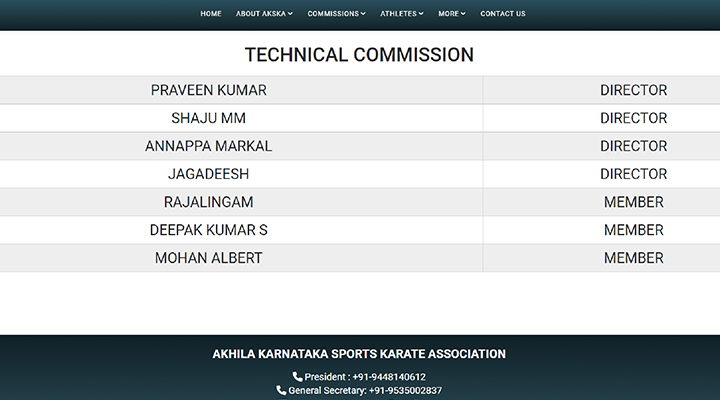 HOME ABOUT AKSKA COMMISSIONS ATHLETES MORE CONTACT US
TECHNICAL COMMISSION
PRAVEEN KUMAR DIRECTOR
SHAJU MM DIRECTOR
ANNAPPA MARKAL DIRECTOR
JAGADEESH DIRECTOR
RAJALINGAM MEMBER
DEEPAK KUMAR S MEMBER
MOHAN ALBERT MEMBER
AKHILA KARNATAKA SPORTS KARATE ASSOCIATION
President : +91-9448140612
General Secretary: +91-9535002837